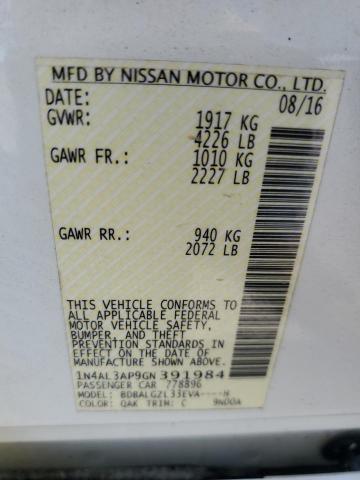 MFD BY NISSAN MOTOR CO., LTD.
DATE: 08/16
GVWR: 1917 KG
4226 LB
GAWR FR.: 1010 KG
2227 LB
GAWR RR.: 940 KG
2072 LB
THIS VEHICLE CONFORMS TO
ALL APPLICABLE FEDERAL
MOTOR VEHICLE SAFETY,
BUMPER, AND THEFT
PREVENTION STANDARDS
IN EFFECT ON THE DATE OF
MANUFACTURE SHOWN ABOVE.
1N4AL3AP9GN391984
PASSENGER CAR 778896
MODEL: BDBALGZL33EVA----H
COLOR: QAK TRIM: C 9N00A